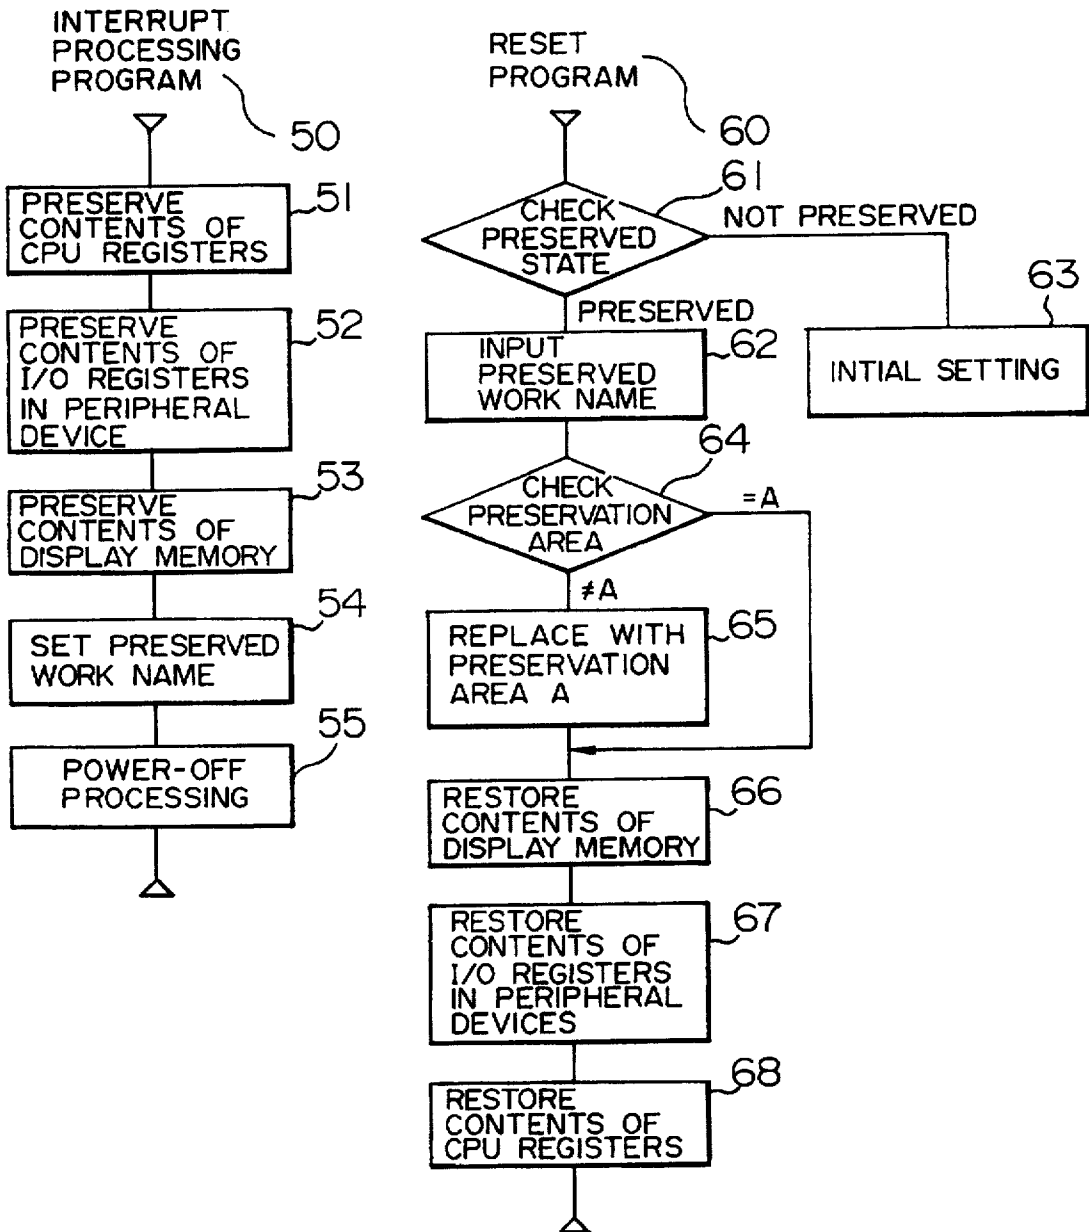 INTERRUPT
PROCESSING
PROGRAM
50
51
PRESERVE
CONTENTS OF
CPU REGISTERS
52
PRESERVE
CONTENTS OF
I/O REGISTERS
IN PERIPHERAL
DEVICE
53
PRESERVE
CONTENTS OF
DISPLAY MEMORY
54
SET PRESERVED
WORK NAME
55
POWER-OFF
PROCESSING
RESET
PROGRAM
60
61
CHECK
PRESERVED
STATE
NOT PRESERVED
63
INTIAL SETTING
PRESERVED
62
INPUT
PRESERVED
WORK NAME
64
CHECK
PRESERVATION
AREA
=A
≠A
65
REPLACE WITH
PRESERVATION
AREA A
66
RESTORE
CONTENTS OF
DISPLAY MEMORY
67
RESTORE
CONTENTS OF
I/O REGISTERS
IN PERIPHERAL
DEVICES
68
RESTORE
CONTENTS OF
CPU REGISTERS